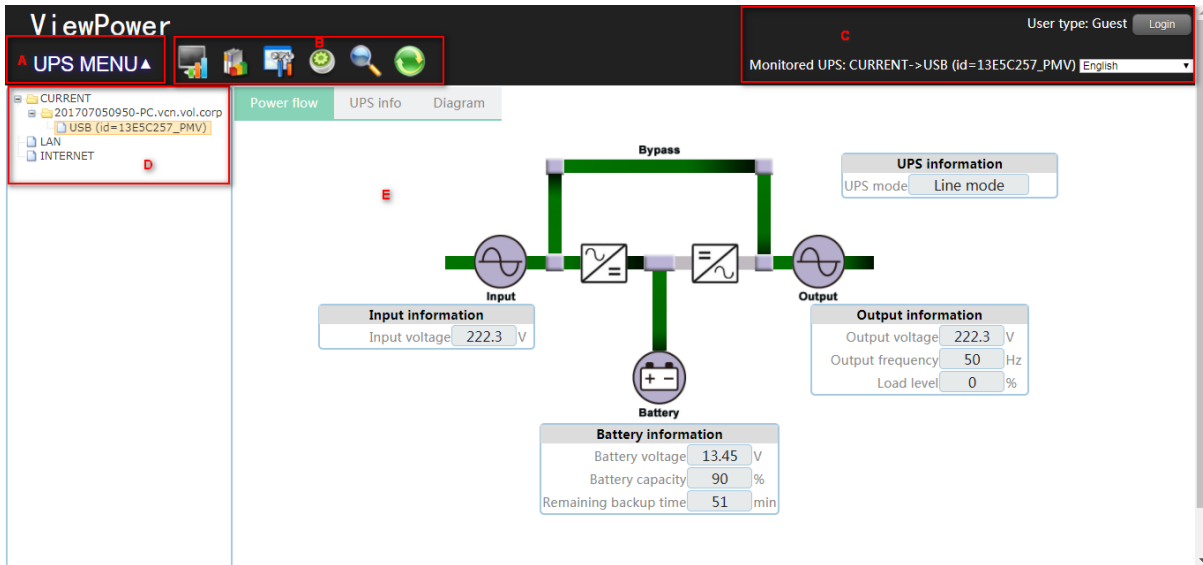 ViewPower
User type: Guest Login
A UPS MENU▲
B
C
Monitored UPS: CURRENT->USB (id=13E5C257_PMV) English
CURRENT
201707050950-PC.vcn.vol.corp
USB (id=13E5C257_PMV)
LAN
INTERNET
D
Power flow UPS info Diagram
E
Bypass
UPS information
UPS mode Line mode
Input
Output
Input information
Input voltage 222.3 V
Output information
Output voltage 222.3 V
Output frequency 50 Hz
Load level 0 %
Battery
Battery information
Battery voltage 13.45 V
Battery capacity 90 %
Remaining backup time 51 min